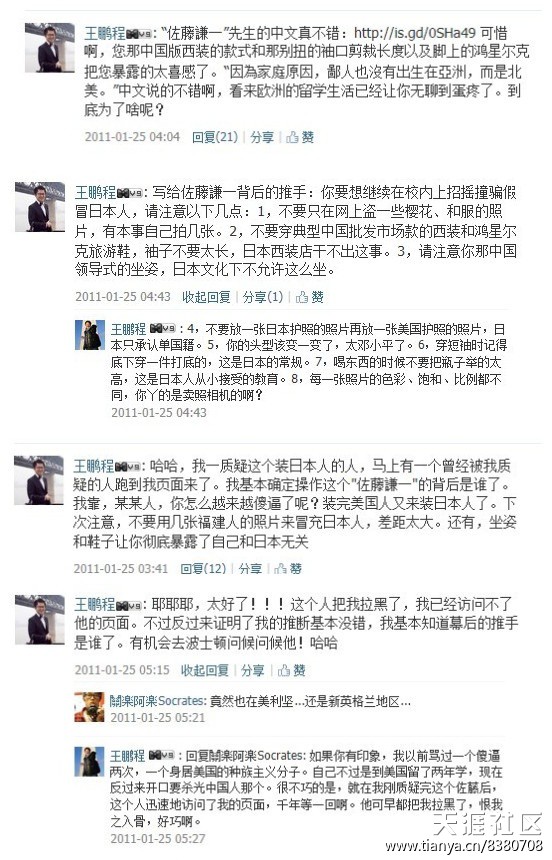 王鹏程: “佐藤謙一”先生的中文真不错：http://is.gd/0SHa49 可惜
啊，您那中国版西装的款式和那别扭的袖口剪裁长度以及脚上的鸿星尔克
把您暴露的太喜感了。“因為家庭原因，鄙人也沒有出生在亞洲，而是北
美。”中文说的不错啊，看来欧洲的留学生活已经让你无聊到蛋疼了。到
底为了啥呢？
2011-01-25 04:04 回复(21) | 分享 | 赞
王鹏程: 写给佐藤謙一背后的推手：你要想继续在校内上招摇撞骗假
冒日本人，请注意以下几点：1，不要只在网上盗一些樱花、和服的照
片，有本事自己拍几张。2，不要穿典型中国批发市场款的西装和鸿星尔
克旅游鞋，袖子不要太长，日本西装店干不出这事。3，请注意你那中国
领导式的坐姿，日本文化下不允许这么坐。
2011-01-25 04:43 收起回复 | 分享(1) | 赞
王鹏程: 4，不要放一张日本护照的照片再放一张美国护照的照片，日
本只承认单国籍。5，你的头型该变一变了，太邓小平了。6，穿短袖时记得
底下穿一件打底的，这是日本的常规。7，喝东西的时候不要把瓶子举的太
高，这是日本人从小接受的教育。8，每一张照片的色彩、饱和、比例都不
同，你丫的是卖照相机的啊？
2011-01-25 04:43
王鹏程: 哈哈，我一质疑这个装日本人的人，马上有一个曾经被我质
疑的人跑到我页面来了。我基本确定操作这个"佐藤謙一"的背后是谁了。
我靠，某某人，你怎么越来越傻逼了呢？装完美国人又来装日本人了。下
次注意，不要用几张福建人的照片来冒充日本人，差距太大。还有，坐姿
和鞋子让你彻底暴露了自己和日本无关
2011-01-25 03:41 回复(12) | 分享 | 赞
王鹏程: 耶耶耶，太好了！！！这个人把我拉黑了，我已经访问不了
他的页面。不过反过来证明了我的推断基本没错，我基本知道幕后的推手
是谁了。有机会去波士顿问候问候他！哈哈
2011-01-25 05:15 收起回复 | 分享 | 赞
鬪楽阿楽Socrates: 竟然也在美利坚...还是新英格兰地区...
2011-01-25 05:21
王鹏程: 回复鬪楽阿楽Socrates: 如果你有印象，我以前骂过一个傻逼
两次，一个身居美国的种族主义分子。自己不过是到美国留了两年学，现在
反过来开口要杀光中国人那个。很不巧的是，就在我刚质疑完这个佐藤后，
这个人迅速地访问了我的页面，千年等一回啊。他可早都把我拉黑了，恨我
之入骨，好巧啊。
2011-01-25 05:27
天涯社区
www.tianya.cn/8380708